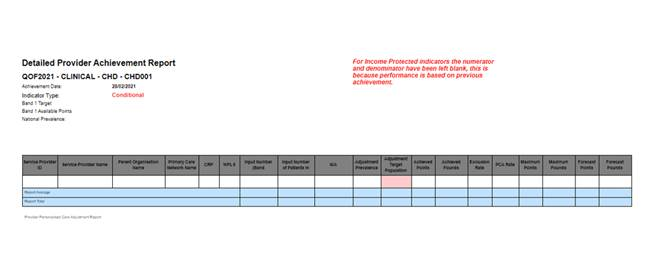 Detailed Provider Achievement Report
QOF2021 - CLINICAL - CHD - CHD001
Achievement Date: 28/02/2021
Indicator Type: Conditional
Band 1 Target:
Band 1 Available Points
National Prevalence:
For Income Protected indicators the numerator
and denominator have been left blank, this is
because performance is based on previous
achievement.
Service Provider ID Service Provider Name Parent Organisation Name Primary Care Network Name CRP WPLS Input Number (Band Input Number of Patients in N/A Adjustment Prevalence Adjustment Target Population Achieved Points Achieved Pounds Exclusion Rate PCA Rate Maximum Points Maximum Pounds Forecast Points Forecast Pounds
Report Average
Report Total
Provider Personalised Care Adjustment Report